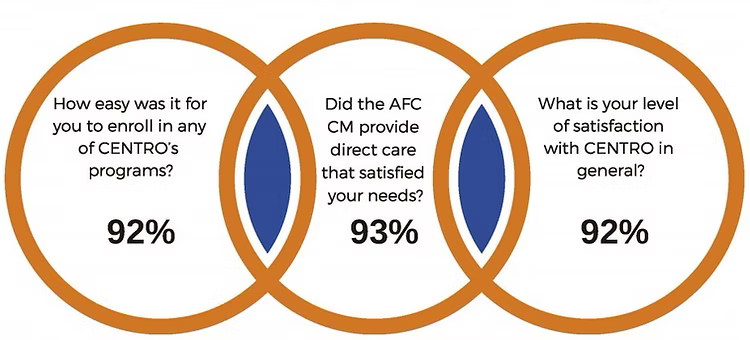 How easy was it for
you to enroll in any
of CENTRO's
programs?
92%
Did the AFC
CM provide
direct care
that satisfied
your needs?
93%
What is your level
of satisfaction
with CENTRO in
general?
92%